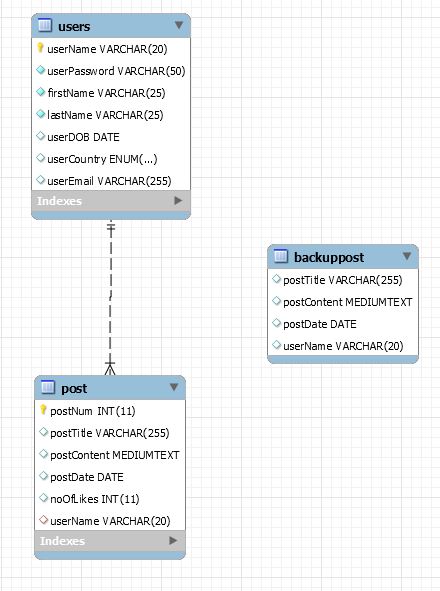 users
userName VARCHAR(20)
userPassword VARCHAR(50)
firstName VARCHAR(25)
lastName VARCHAR(25)
userDOB DATE
userCountry ENUM(...)
userEmail VARCHAR(255)
Indexes
backuppost
postTitle VARCHAR(255)
postContent MEDIUMTEXT
postDate DATE
userName VARCHAR(20)
post
postNum INT(11)
postTitle VARCHAR(255)
postContent MEDIUMTEXT
postDate DATE
noOfLikes INT(11)
userName VARCHAR(20)
Indexes